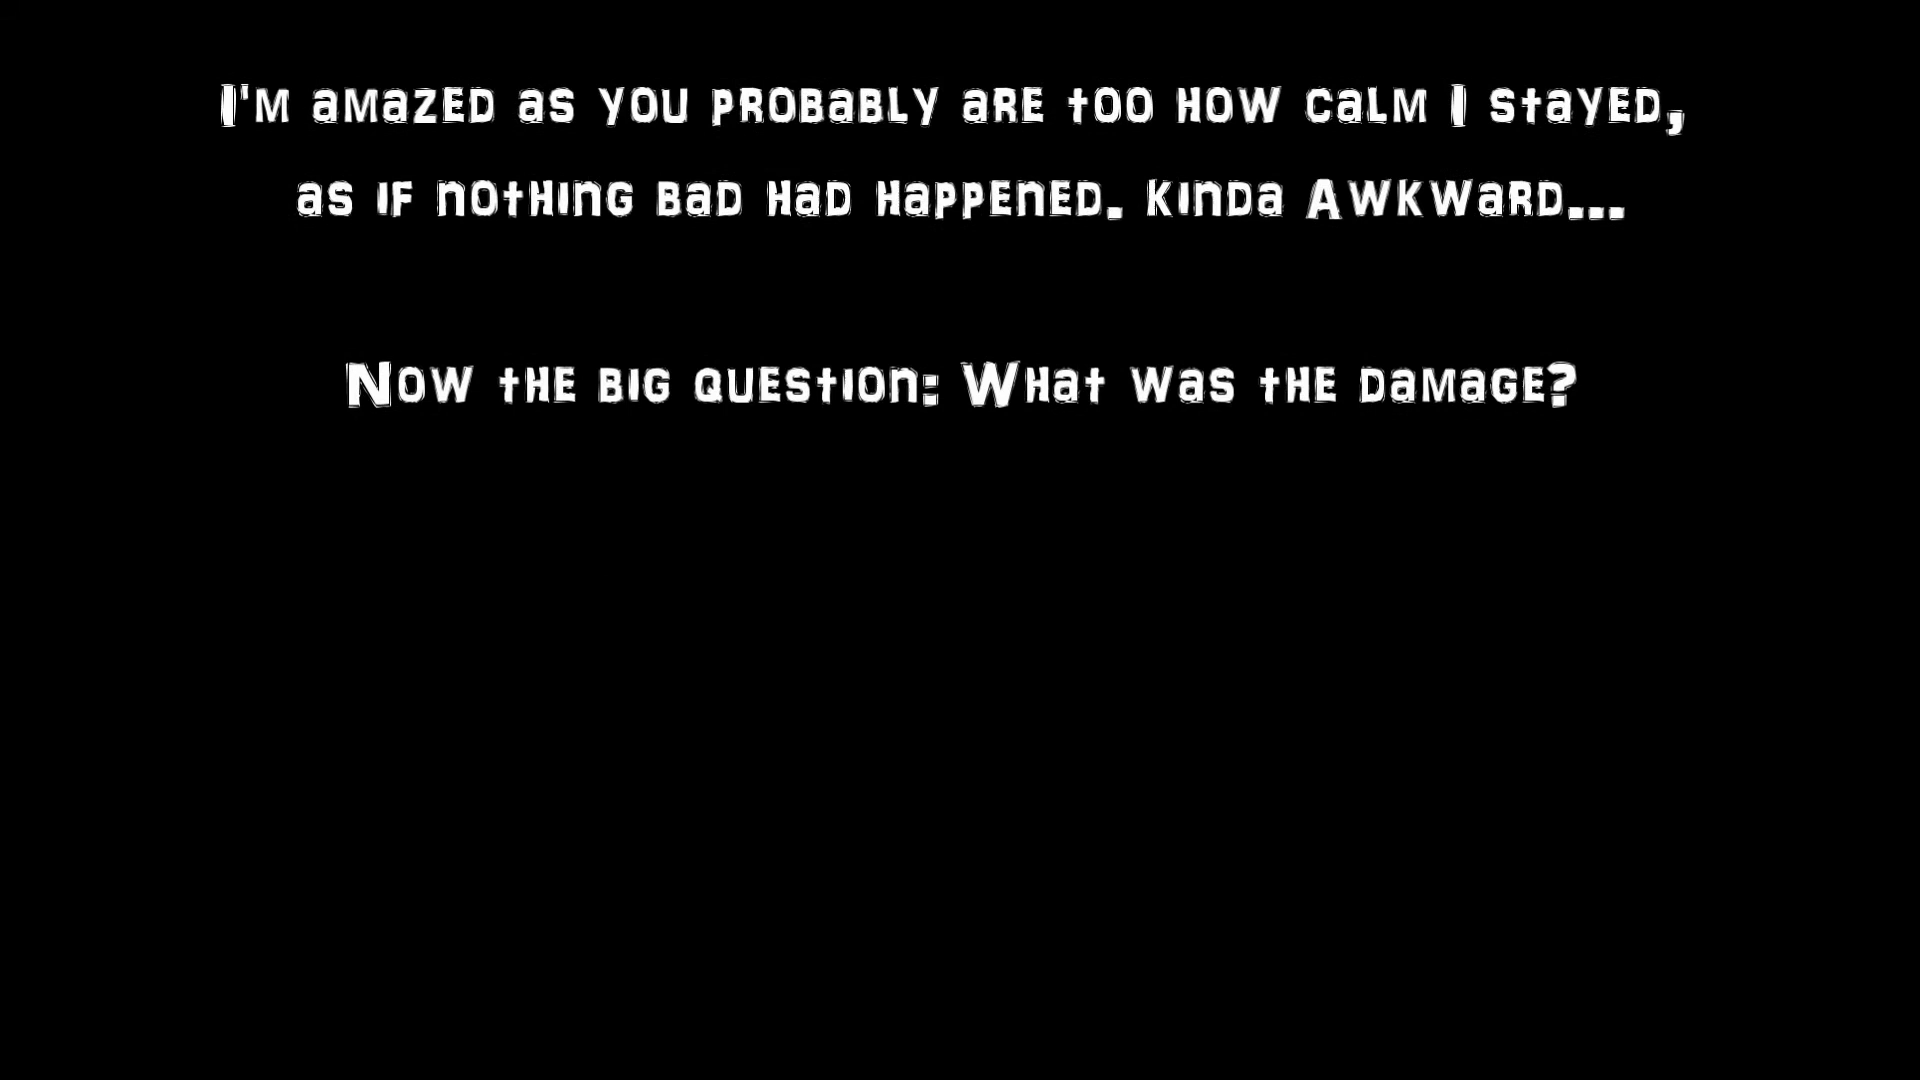 I'm amazed as you probably are too how calm I stayed,
as if nothing bad had happened. kinda Awkward...
Now the big question: What was the damage?